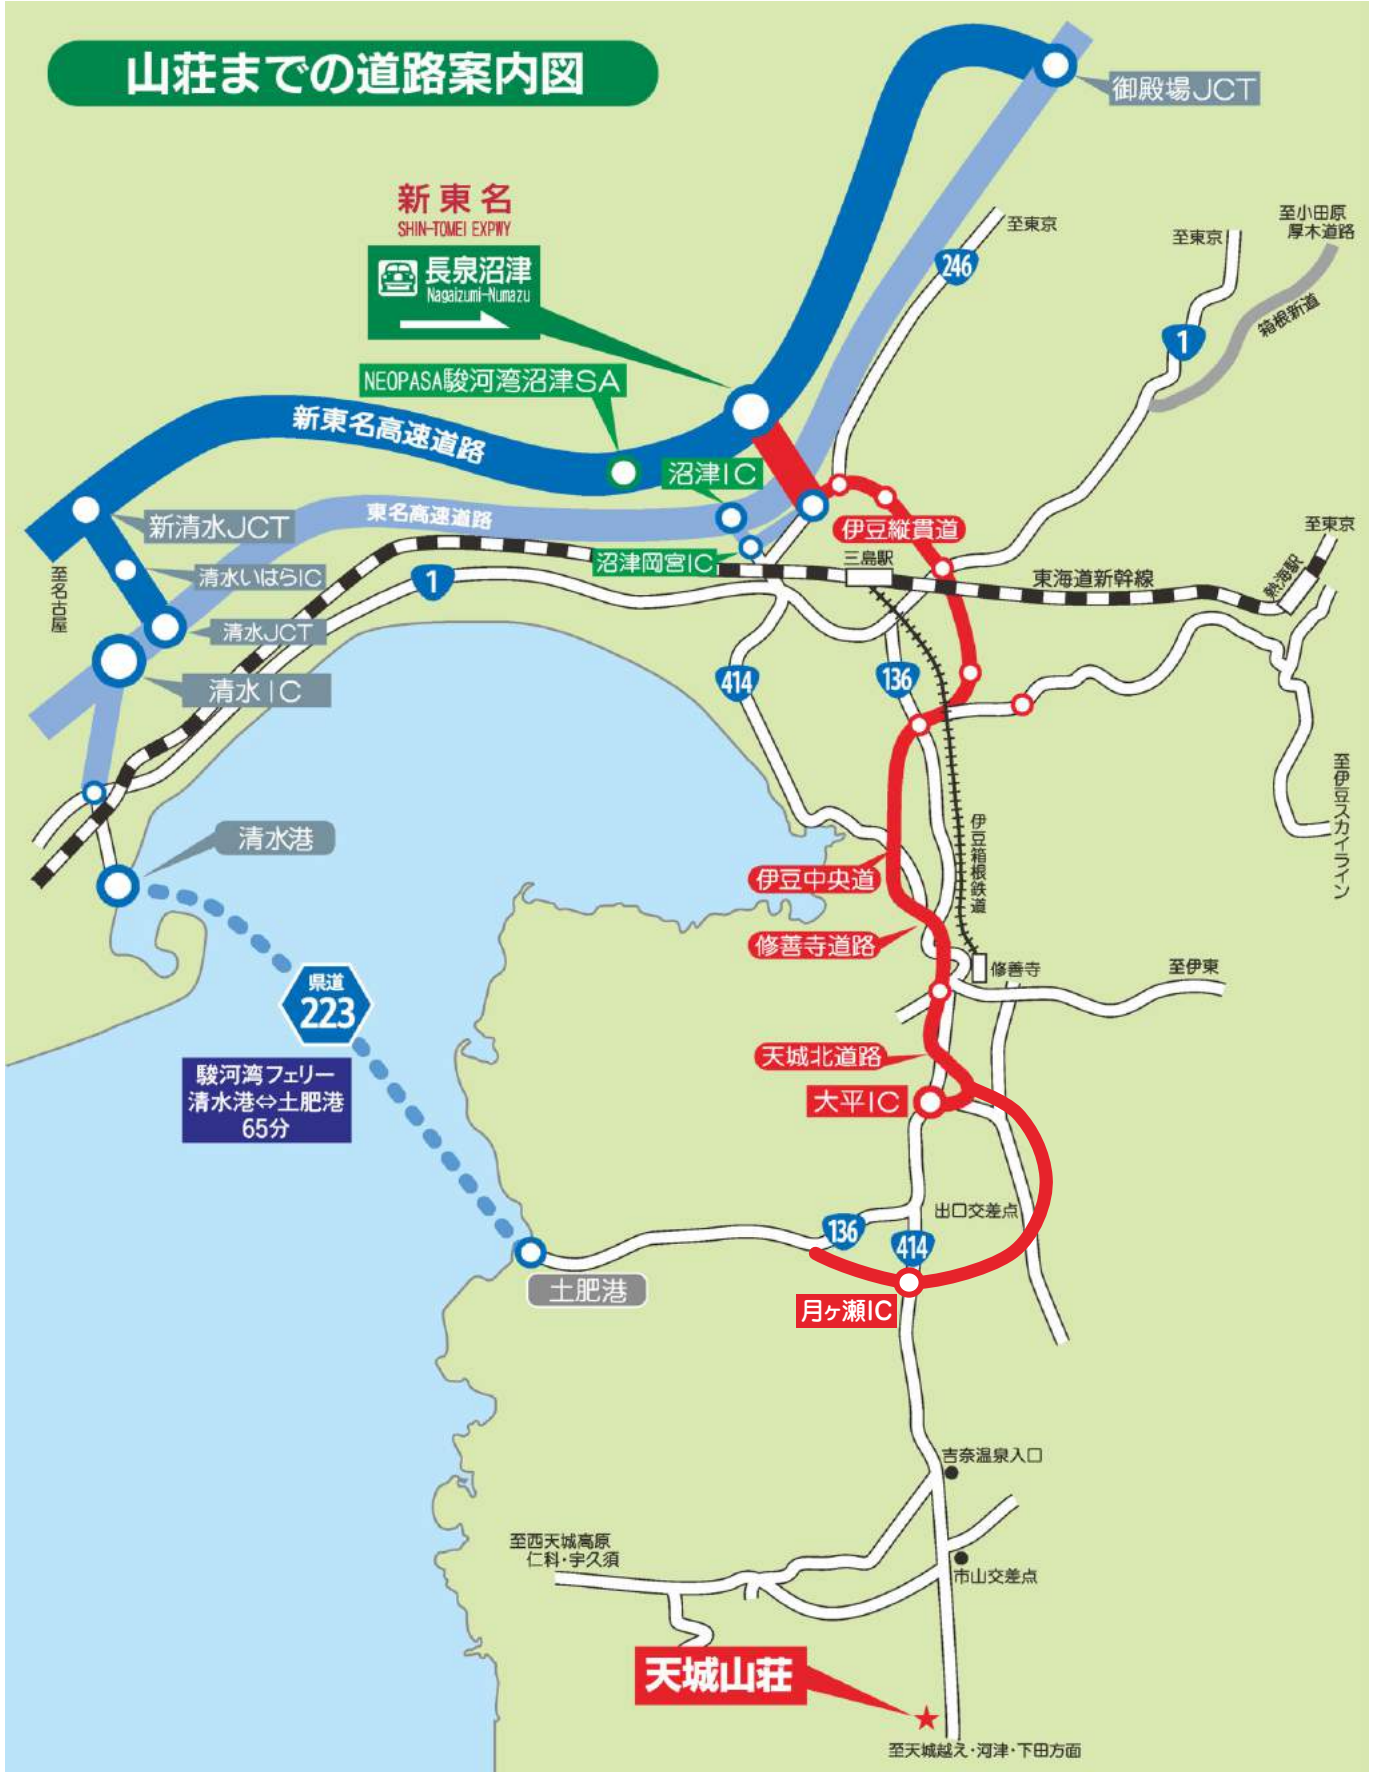 山荘までの道路案内図
御殿場JCT
新東名
SHIN-TOMEI EXPWY
長泉沼津
Nagaizumi-Numazu
至東京
至東京
至小田原
厚木道路
246
1
箱根新道
NEOPASA駿河湾沼津SA
新東名高速道路
沼津IC
東名高速道路
新清水JCT
伊豆縦貫道
至東京
至名古屋
清水いはらIC
沼津岡宮IC
三島駅
東海道新幹線
熱海駅
1
清水JCT
清水IC
414
136
至伊豆スカイライン
清水港
伊豆箱根鉄道
伊豆中央道
修善寺道路
修善寺
至伊東
県道
223
駿河湾フェリー
清水港⇔土肥港
65分
天城北道路
大平IC
出口交差点
136
414
土肥港
月ヶ瀬IC
吉奈温泉入口
至西天城高原
仁科・宇久須
市山交差点
天城山荘
至天城越え・河津・下田方面